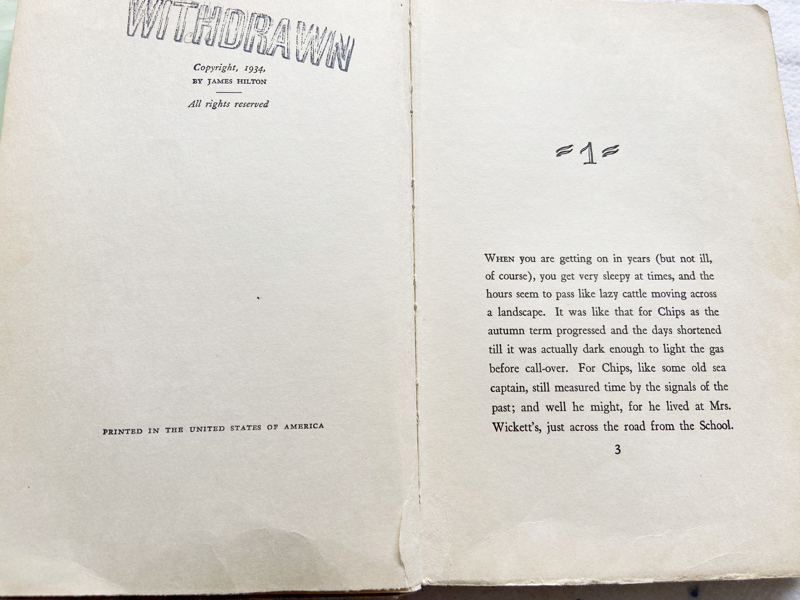 WITHDRAWN
Copyright, 1934,
BY JAMES HILTON
All rights reserved
PRINTED IN THE UNITED STATES OF AMERICA
1
WHEN you are getting on in years (but not ill,
of course), you get very sleepy at times, and the
hours seem to pass like lazy cattle moving across
a landscape. It was like that for Chips as the
autumn term progressed and the days shortened
till it was actually dark enough to light the gas
before call-over. For Chips, like some old sea
captain, still measured time by the signals of the
past; and well he might, for he lived at Mrs.
Wickett's, just across the road from the School.
3